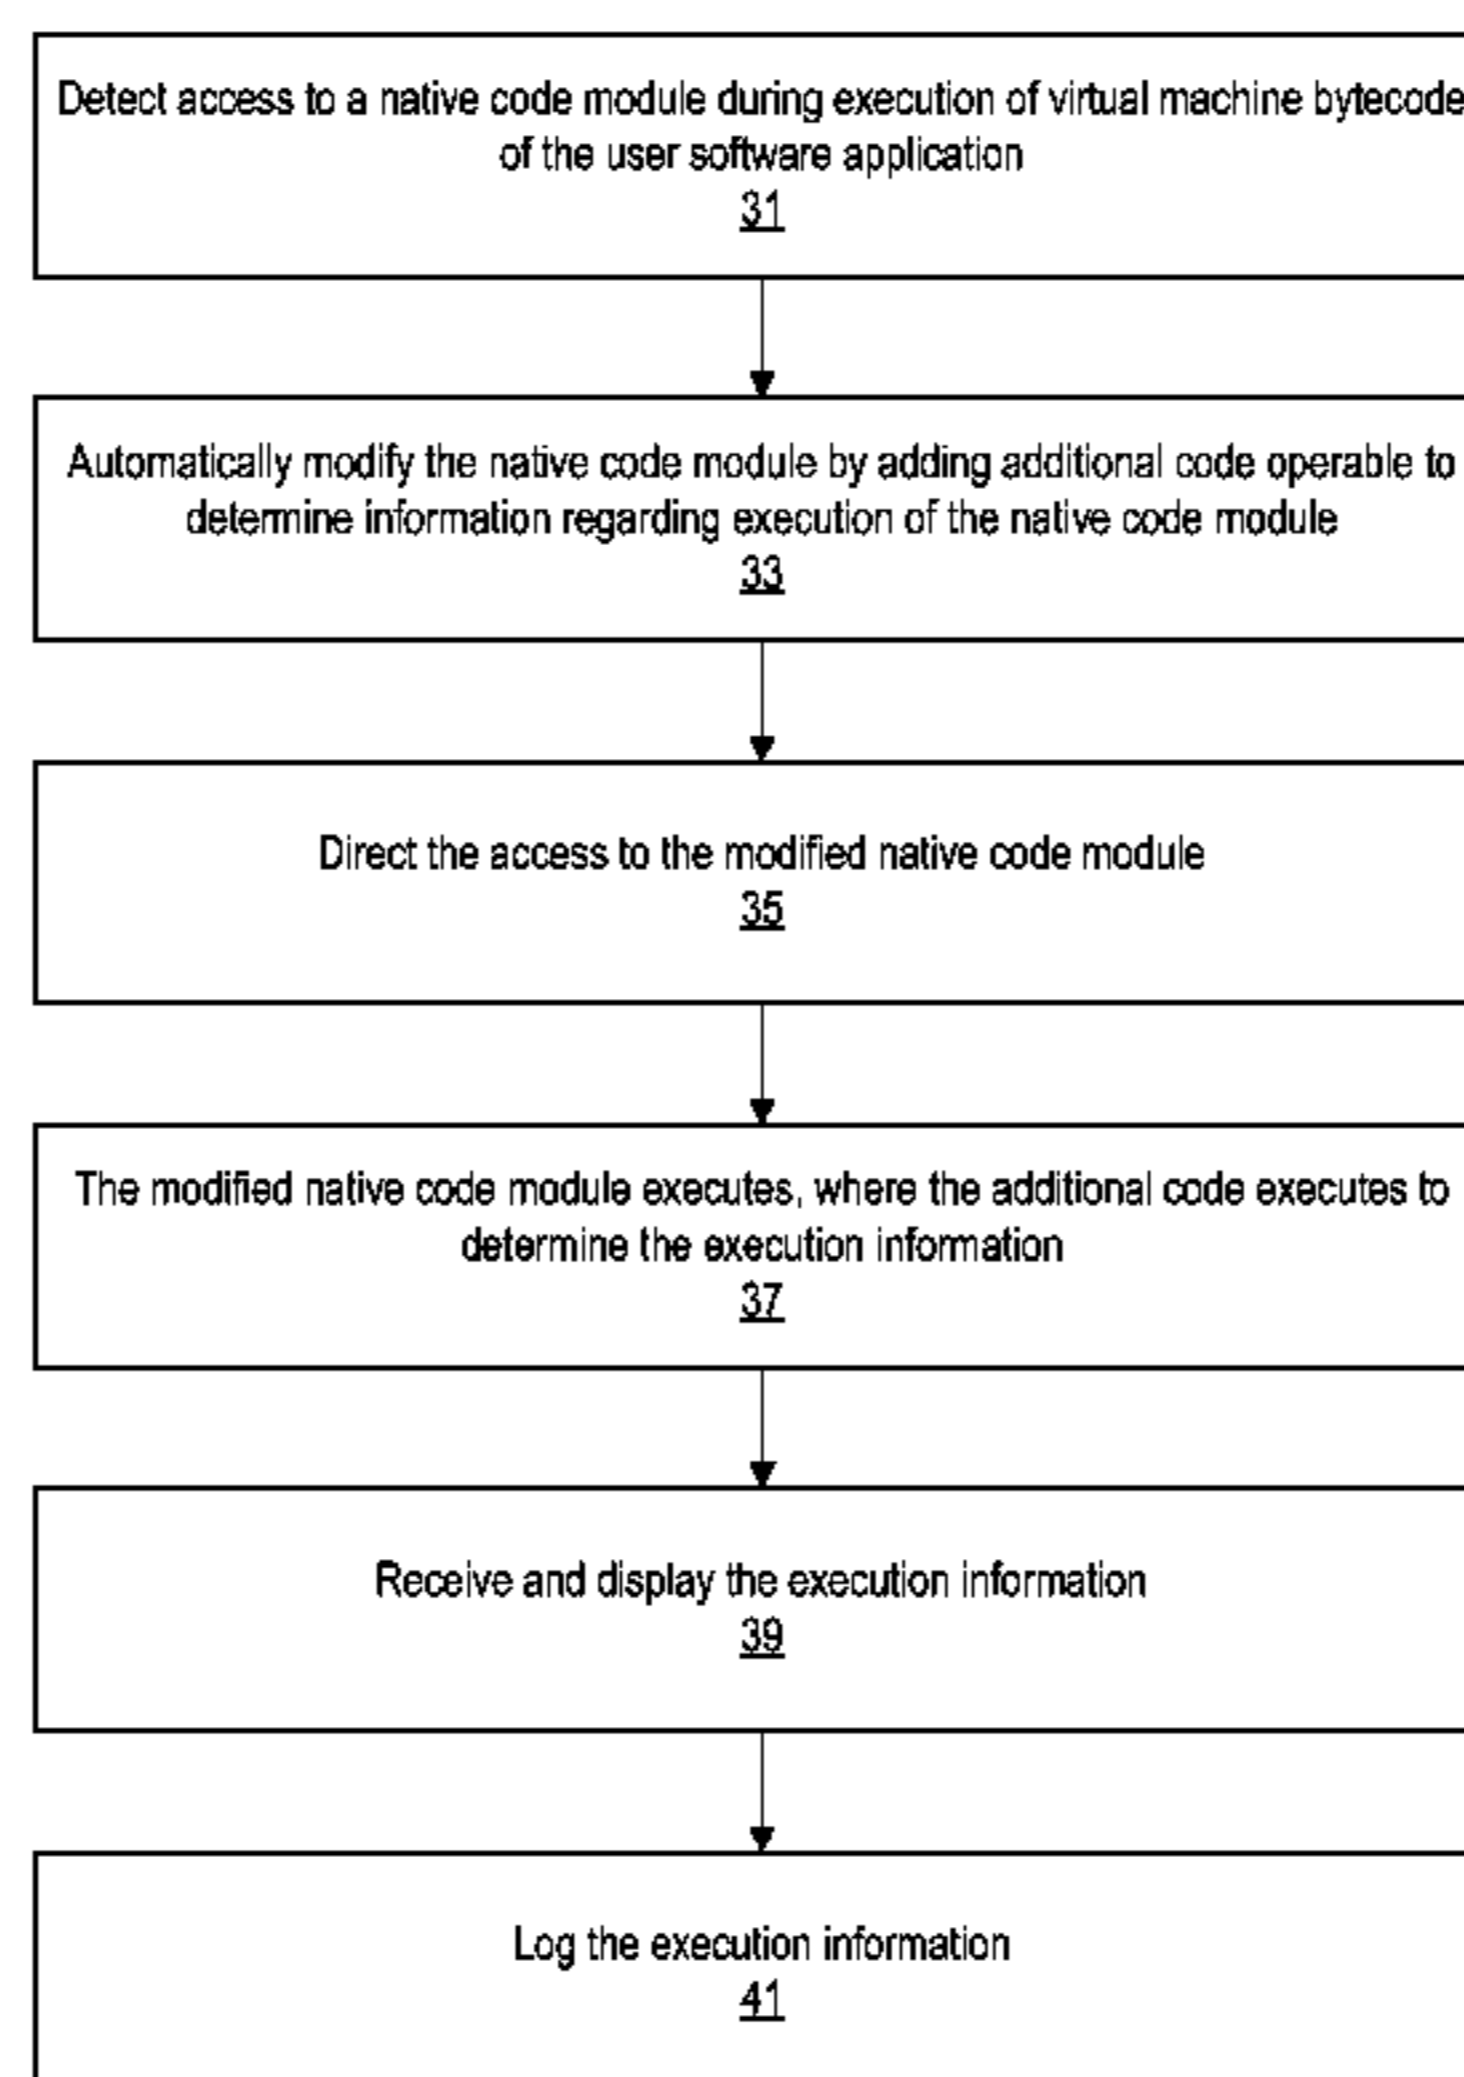 Detect access to a native code module during execution of virtual machine bytecode
of the user software application
31
Automatically modify the native code module by adding additional code operable to
determine information regarding execution of the native code module
33
Direct the access to the modified native code module
35
The modified native code module executes, where the additional code executes to
determine the execution information
37
Receive and display the execution information
39
Log the execution information
41